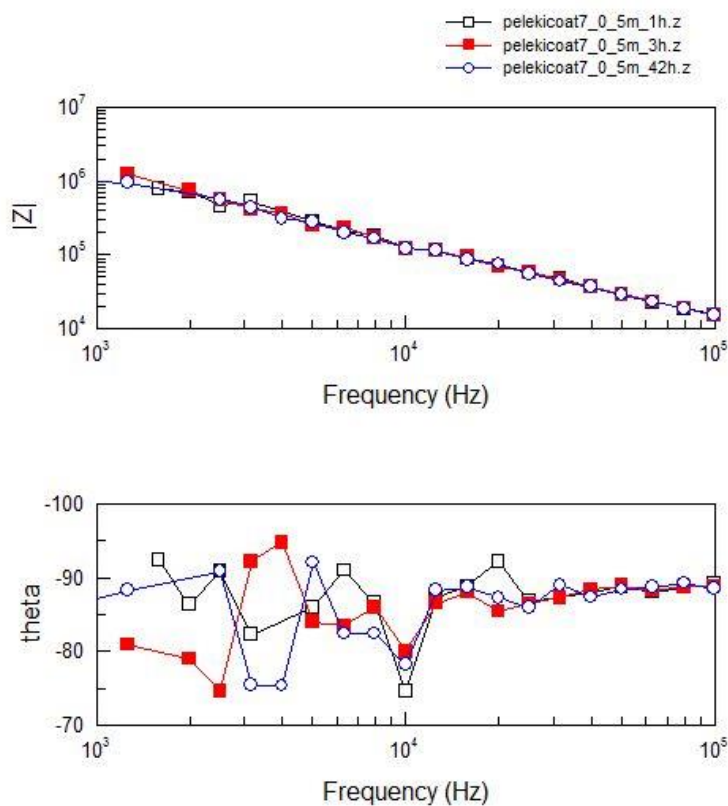 pelekicoat7_0_5m_1h.z
pelekicoat7_0_5m_3h.z
pelekicoat7_0_5m_42h.z
10^7
10^6
10^5
10^4
|Z|
10^3 10^4 10^5
Frequency (Hz)
-100
-90
-80
-70
theta
10^3 10^4 10^5
Frequency (Hz)